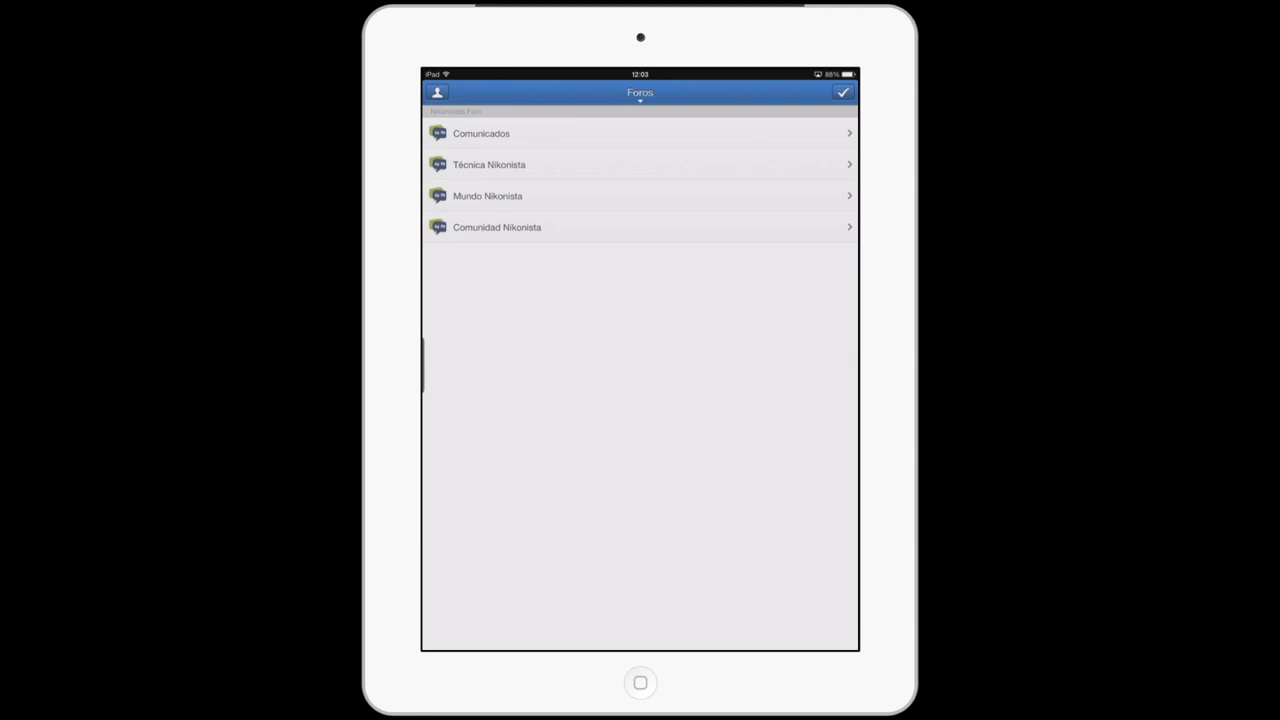 iPad
12:03
88%
Foros
Nikonistas Foro
Comunicados
Técnica Nikonista
Mundo Nikonista
Comunidad Nikonista